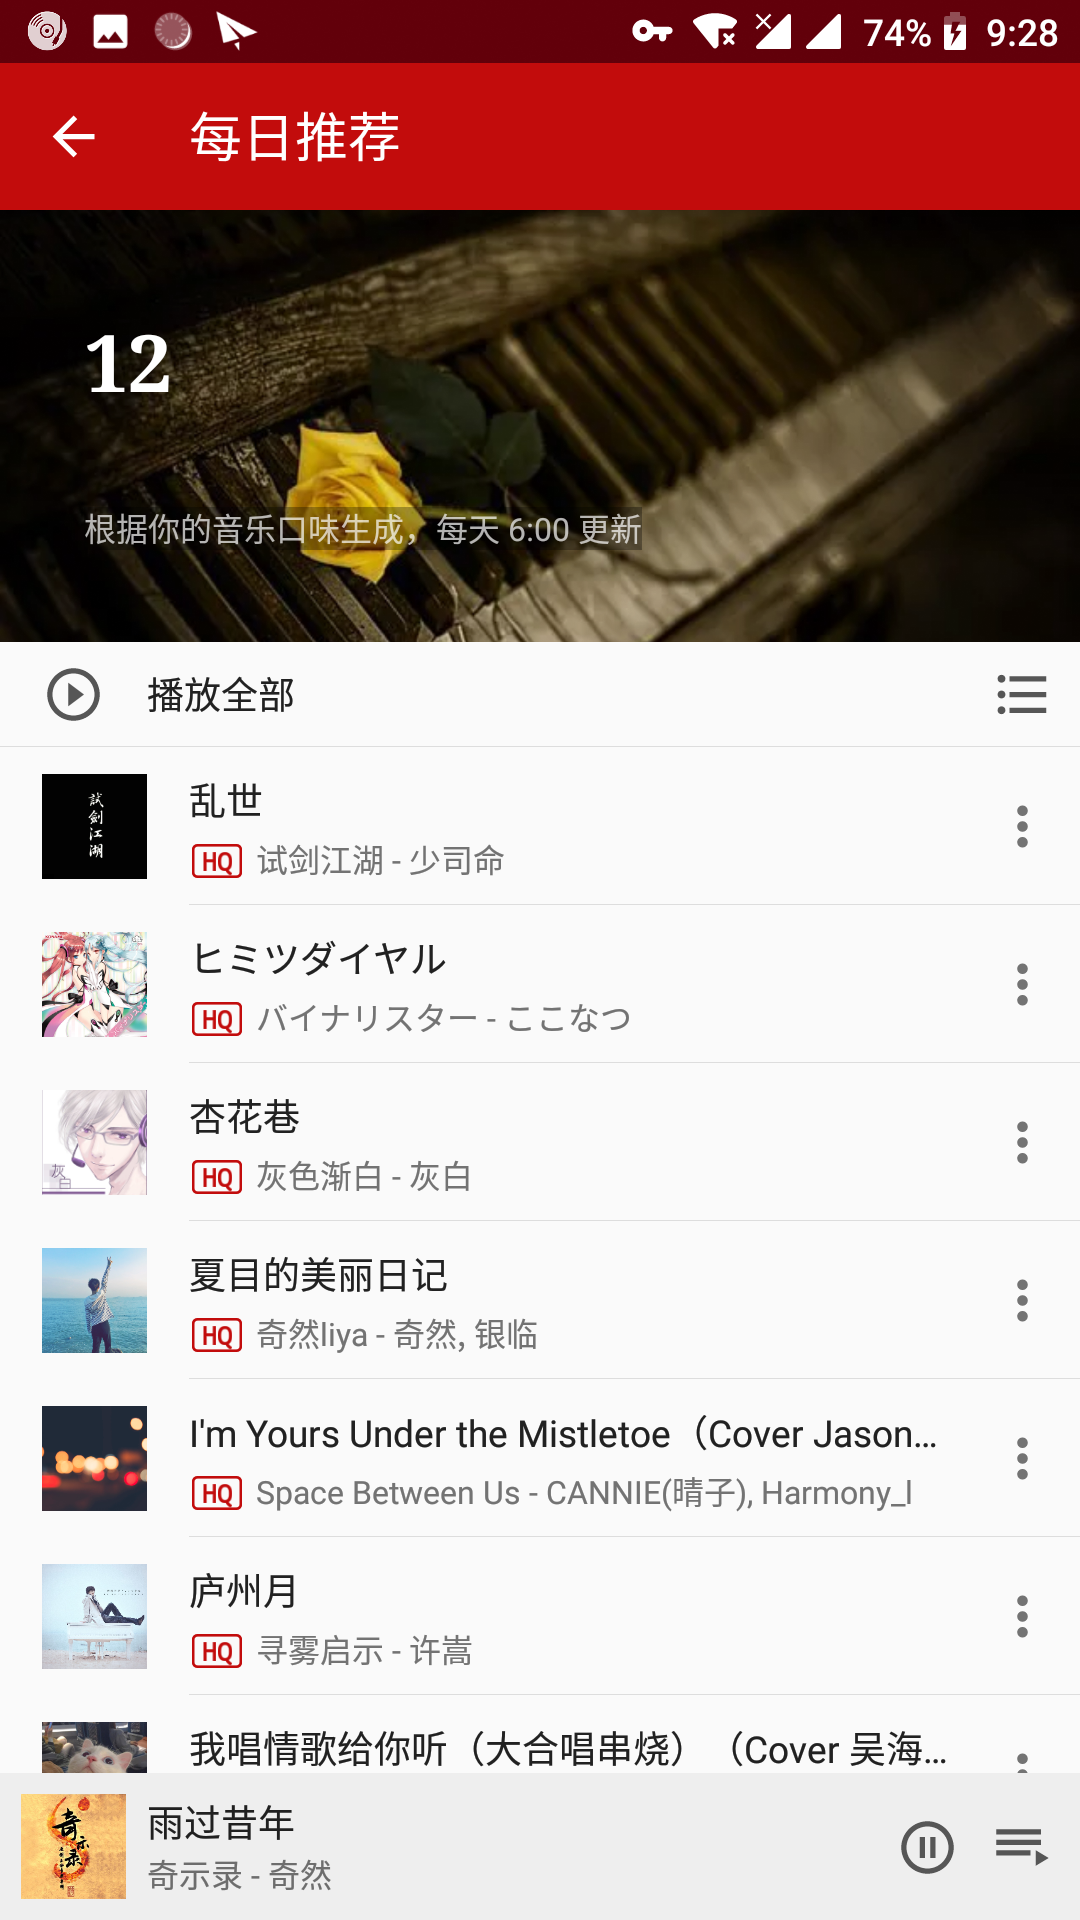 74% 9:28
每日推荐
12
根据你的音乐口味生成，每天 6:00 更新
播放全部
試劍江湖
乱世
HQ 试剑江湖 - 少司命
ヒミツダイヤル
HQ バイナリスター - ここなつ
灰白
杏花巷
HQ 灰色渐白 - 灰白
夏目的美丽日记
HQ 奇然liya - 奇然, 银临
I'm Yours Under the Mistletoe（Cover Jason...
HQ Space Between Us - CANNIE(晴子), Harmony_l
庐州月
HQ 寻雾启示 - 许嵩
我唱情歌给你听（大合唱串烧）（Cover 吴海...
奇示录
雨过昔年
奇示录 - 奇然